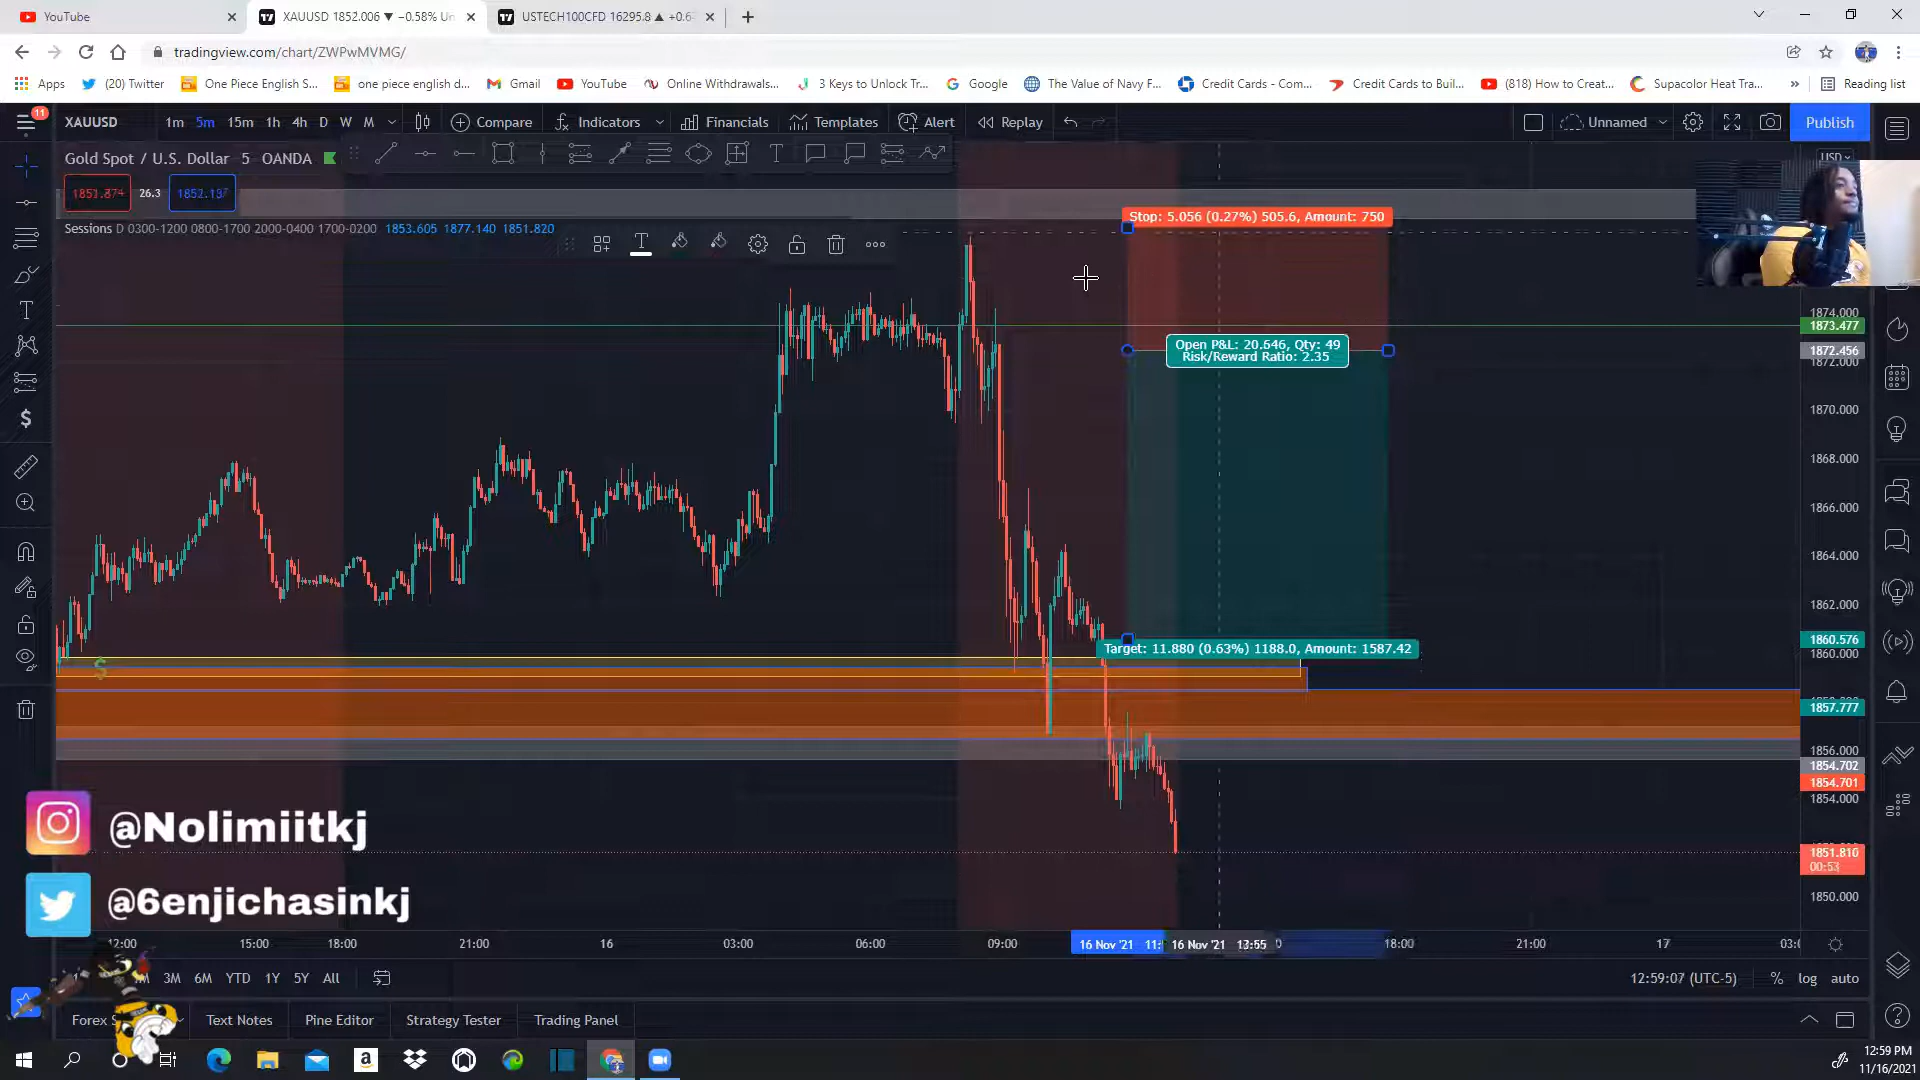 YouTube
XAUUSD 1852.006 ▼ −0.58% Un
USTECH100CFD 16295.8 ▲ +0.6
tradingview.com/chart/ZWPwMVMG/
Apps
(20) Twitter
One Piece English S...
one piece english d...
Gmail
YouTube
Online Withdrawals...
3 Keys to Unlock Tr...
Google
The Value of Navy F...
Credit Cards - Com...
Credit Cards to Buil...
(818) How to Creat...
Supacolor Heat Tra...
Reading list
11
XAUUSD
1m 5m 15m 1h 4h D W M
Compare
Indicators
Financials
Templates
Alert
Replay
Unnamed
Publish
Gold Spot / U.S. Dollar 5 OANDA
USD
1851.874 26.3 1852.137
Sessions D 0300-1200 0800-1700 2000-0400 1700-0200 1853.605 1877.140 1851.820
Stop: 5.056 (0.27%) 505.6, Amount: 750
Open P&L: 20.646, Qty: 49
Risk/Reward Ratio: 2.35
Target: 11.880 (0.63%) 1188.0, Amount: 1587.42
1874.000
1873.477
1872.456
1872.000
1870.000
1868.000
1866.000
1864.000
1862.000
1860.576
1860.000
1857.777
1856.000
1854.702
1854.701
1854.000
1851.810
00:53
1850.000
@Nolimiitkj
@6enjichasinkj
12:00 15:00 18:00 21:00 16 03:00 06:00 09:00 16 Nov '21 11: 16 Nov '21 13:55 18:00 21:00 17 03:0
3M 6M YTD 1Y 5Y All
12:59:07 (UTC-5) % log auto
Forex S
Text Notes
Pine Editor
Strategy Tester
Trading Panel
12:59 PM
11/16/2021